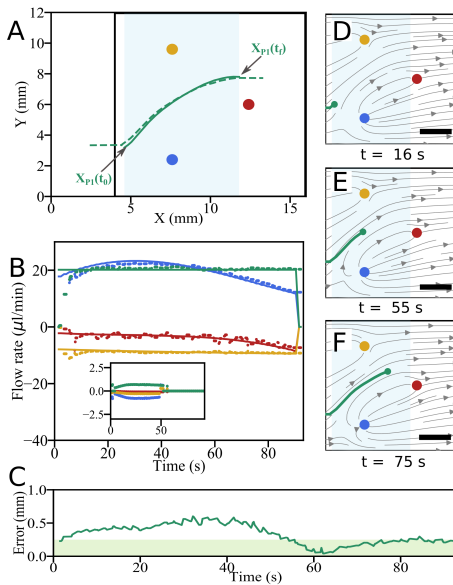 A
12
10
8
6
4
2
0
Y (mm)
0
5
10
15
X (mm)
X_P1(t_f)
X_P1(t_0)
B
20
0
−20
−40
Flow rate (μl/min)
2.5
0.0
−2.5
0
50
0
20
40
60
80
Time (s)
C
1.0
0.5
0.0
Error (mm)
0
20
40
60
80
Time (s)
D
t = 16 s
E
t = 55 s
F
t = 75 s